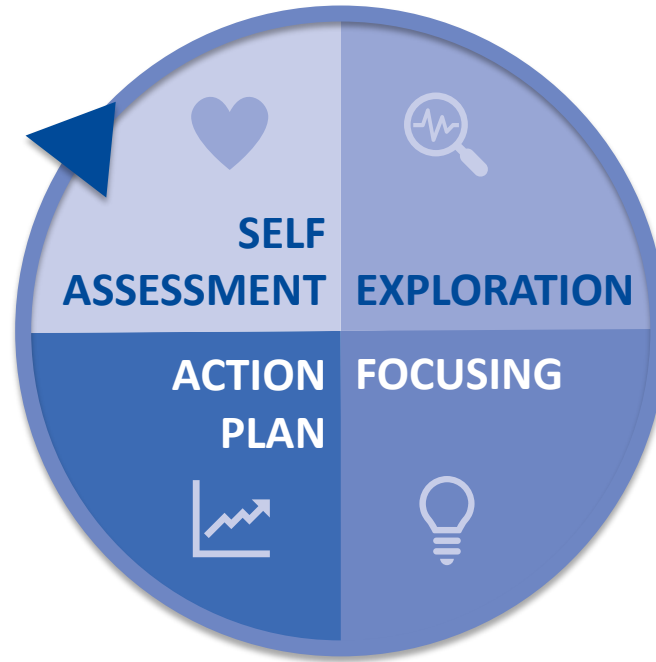 SELF
ASSESSMENT
EXPLORATION
ACTION
PLAN
FOCUSING